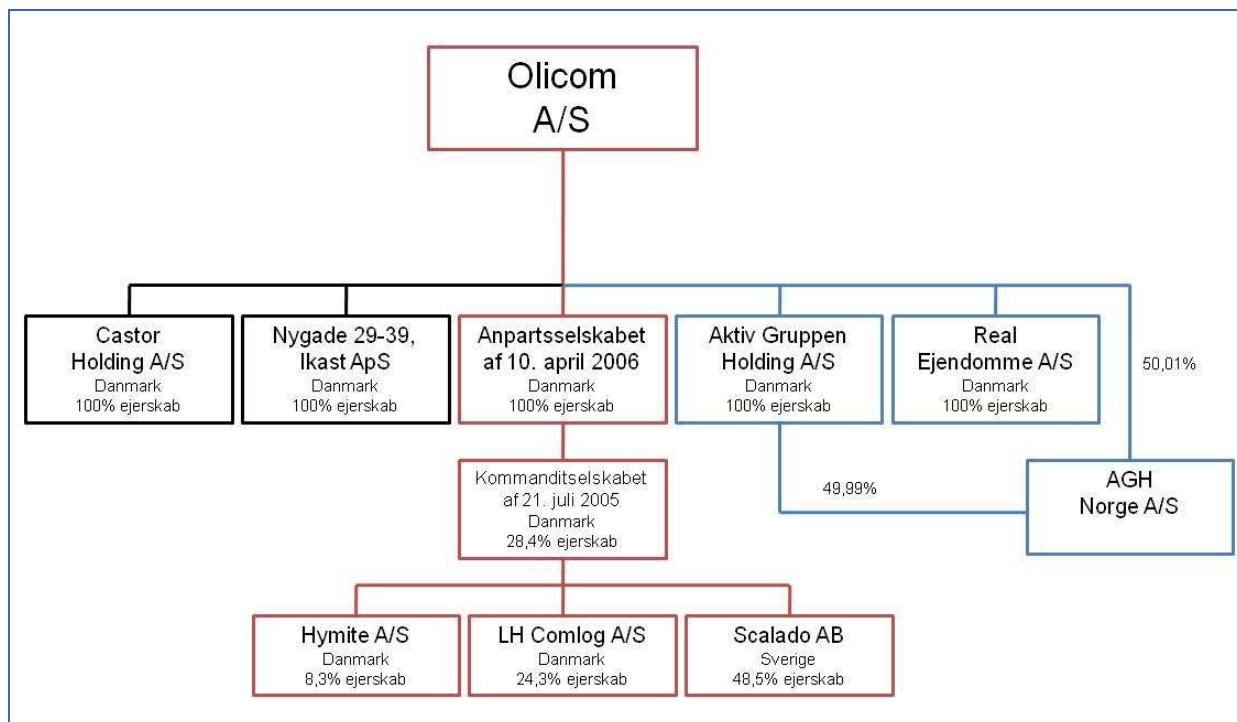 Olicom
A/S
Castor
Holding A/S
Danmark
100% ejerskab
Nygade 29-39,
Ikast ApS
Danmark
100% ejerskab
Anpartsselskabet
af 10. april 2006
Danmark
100% ejerskab
Aktiv Gruppen
Holding A/S
Danmark
100% ejerskab
Real
Ejendomme A/S
Danmark
100% ejerskab
50,01%
Kommanditselskabet
af 21. juli 2005
Danmark
28,4% ejerskab
49,99%
AGH
Norge A/S
Hymite A/S
Danmark
8,3% ejerskab
LH Comlog A/S
Danmark
24,3% ejerskab
Scalado AB
Sverige
48,5% ejerskab